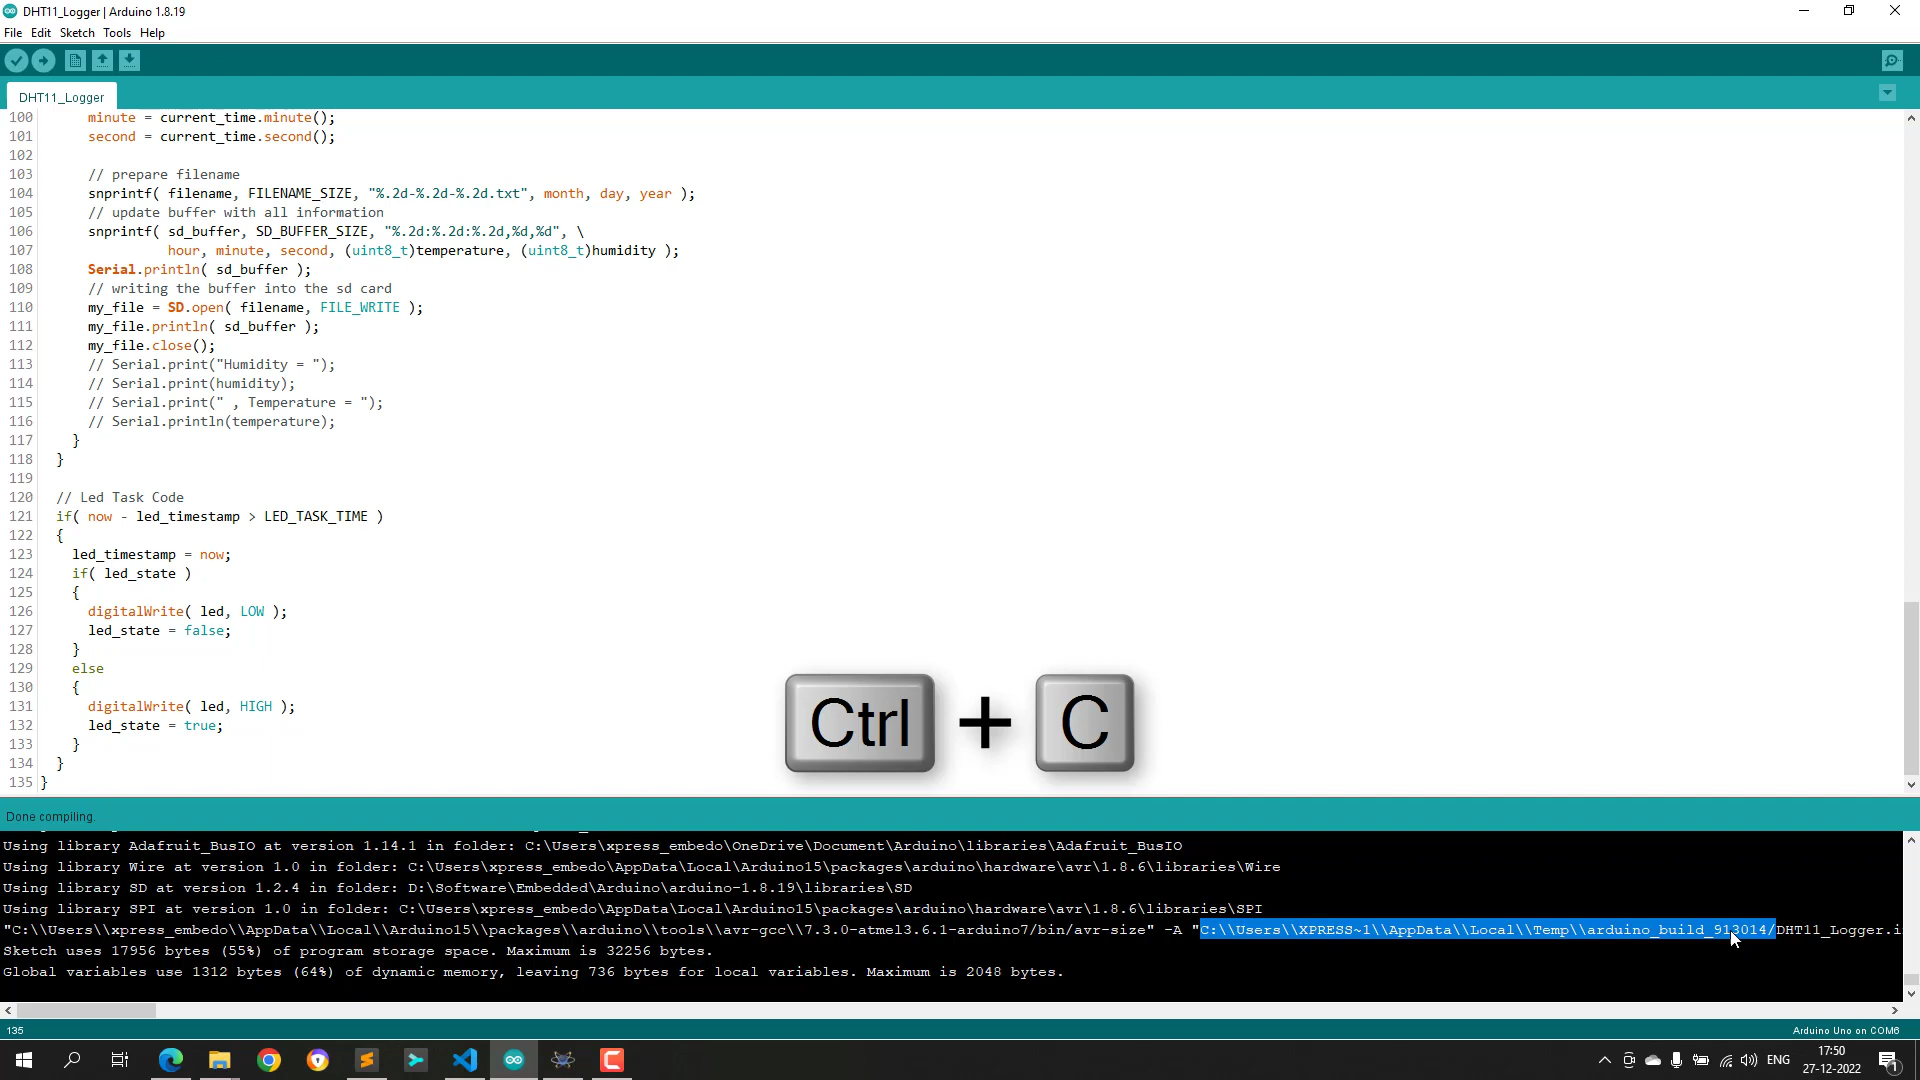 DHT11_Logger | Arduino 1.8.19
File Edit Sketch Tools Help
DHT11_Logger
100 minute = current_time.minute();
101 second = current_time.second();
102
103 // prepare filename
104 snprintf( filename, FILENAME_SIZE, "%.2d-%.2d-%.2d.txt", month, day, year );
105 // update buffer with all information
106 snprintf( sd_buffer, SD_BUFFER_SIZE, "%.2d:%.2d:%.2d,%d,%d", \
107 hour, minute, second, (uint8_t)temperature, (uint8_t)humidity );
108 Serial.println( sd_buffer );
109 // writing the buffer into the sd card
110 my_file = SD.open( filename, FILE_WRITE );
111 my_file.println( sd_buffer );
112 my_file.close();
113 // Serial.print("Humidity = ");
114 // Serial.print(humidity);
115 // Serial.print(" , Temperature = ");
116 // Serial.println(temperature);
117 }
118 }
119
120 // Led Task Code
121 if( now - led_timestamp > LED_TASK_TIME )
122 {
123 led_timestamp = now;
124 if( led_state )
125 {
126 digitalWrite( led, LOW );
127 led_state = false;
128 }
129 else
130 {
131 digitalWrite( led, HIGH );
132 led_state = true;
133 }
134 }
135 }
Ctrl + C
Done compiling.
Using library Adafruit_BusIO at version 1.14.1 in folder: C:\Users\xpress_embedo\OneDrive\Document\Arduino\libraries\Adafruit_BusIO
Using library Wire at version 1.0 in folder: C:\Users\xpress_embedo\AppData\Local\Arduino15\packages\arduino\hardware\avr\1.8.6\libraries\Wire
Using library SD at version 1.2.4 in folder: D:\Software\Embedded\Arduino\arduino-1.8.19\libraries\SD
Using library SPI at version 1.0 in folder: C:\Users\xpress_embedo\AppData\Local\Arduino15\packages\arduino\hardware\avr\1.8.6\libraries\SPI
"C:\\Users\\xpress_embedo\\AppData\\Local\\Arduino15\\packages\\arduino\\tools\\avr-gcc\\7.3.0-atmel3.6.1-arduino7/bin/avr-size" -A "C:\\Users\\XPRESS~1\\AppData\\Local\\Temp\\arduino_build_913014/DHT11_Logger.i
Sketch uses 17956 bytes (55%) of program storage space. Maximum is 32256 bytes.
Global variables use 1312 bytes (64%) of dynamic memory, leaving 736 bytes for local variables. Maximum is 2048 bytes.
135
Arduino Uno on COM6
ENG
17:50
27-12-2022
1